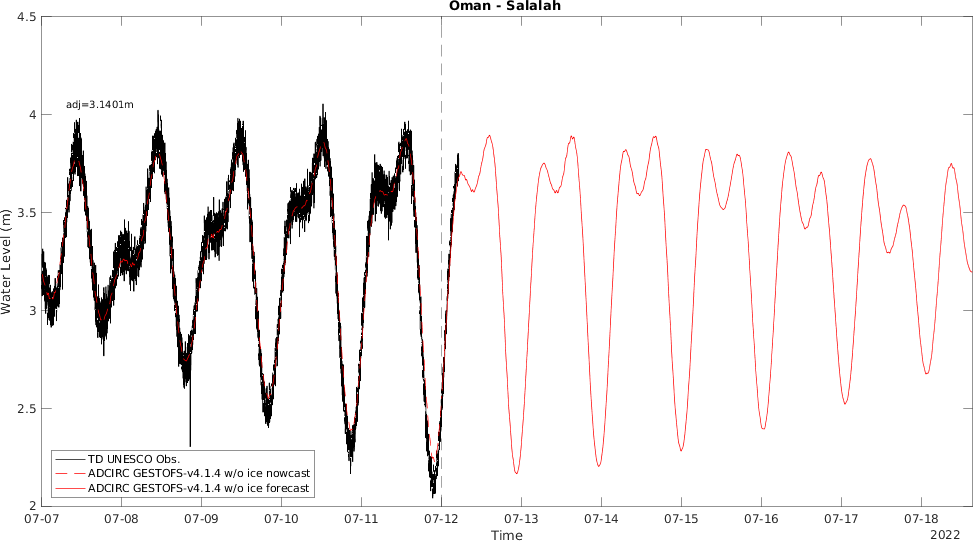 Oman - Salalah
4.5
adj=3.1401m
4
3.5
Water Level (m)
3
2.5
TD UNESCO Obs.
ADCIRC GESTOFS-v4.1.4 w/o ice nowcast
ADCIRC GESTOFS-v4.1.4 w/o ice forecast
2
07-07 07-08 07-09 07-10 07-11 07-12 07-13 07-14 07-15 07-16 07-17 07-18
Time
2022